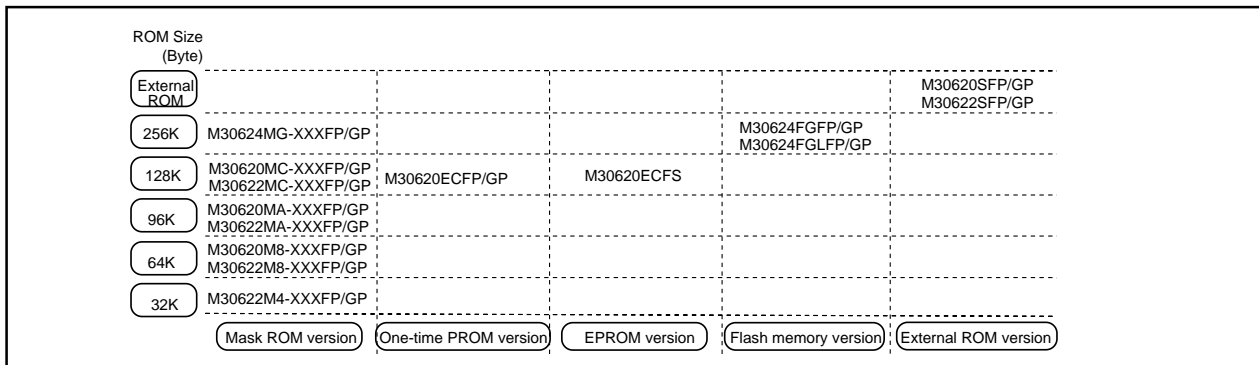 ROM Size
(Byte)
External
ROM
M30620SFP/GP
M30622SFP/GP
256K
M30624MG-XXXFP/GP
M30624FGFP/GP
M30624FGLFP/GP
128K
M30620MC-XXXFP/GP
M30622MC-XXXFP/GP
M30620ECFP/GP
M30620ECFS
96K
M30620MA-XXXFP/GP
M30622MA-XXXFP/GP
64K
M30620M8-XXXFP/GP
M30622M8-XXXFP/GP
32K
M30622M4-XXXFP/GP
Mask ROM version
One-time PROM version
EPROM version
Flash memory version
External ROM version